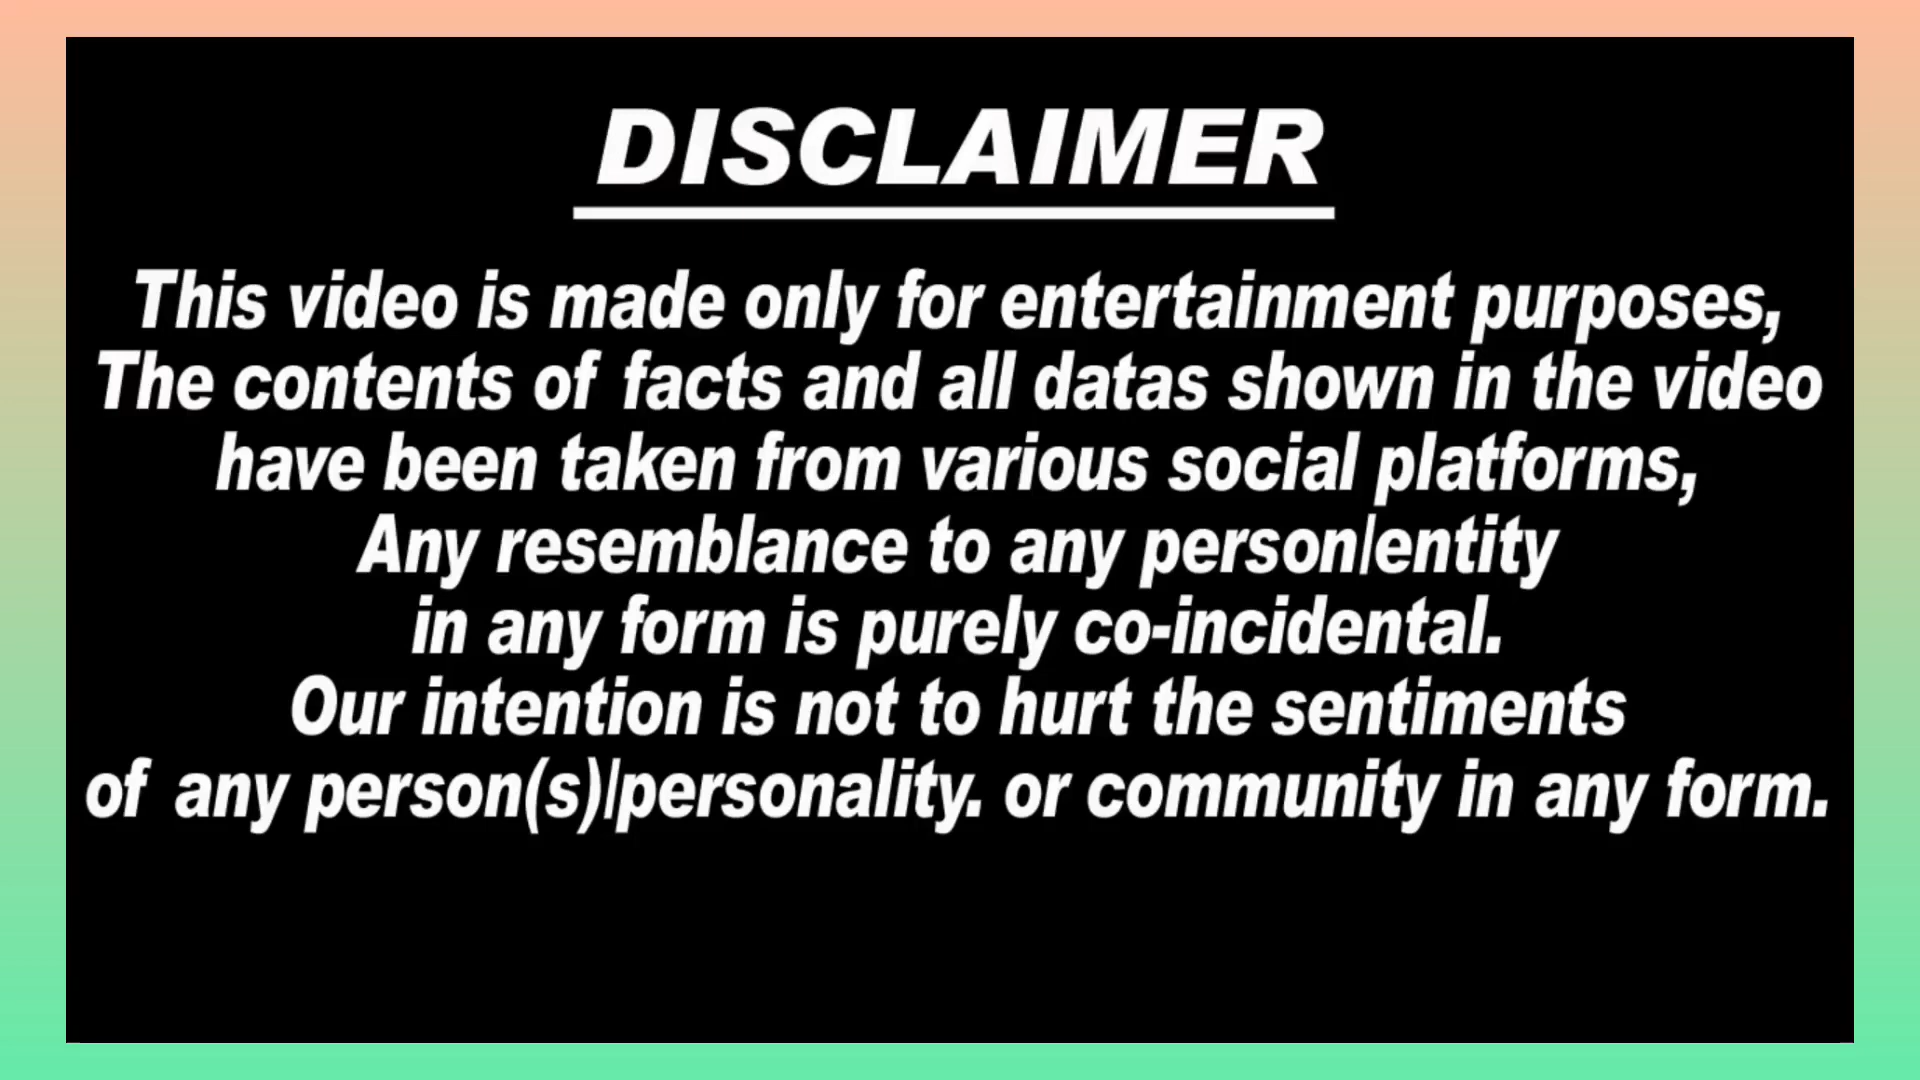 DISCLAIMER
This video is made only for entertainment purposes,
The contents of facts and all datas shown in the video
have been taken from various social platforms,
Any resemblance to any person|entity
in any form is purely co-incidental.
Our intention is not to hurt the sentiments
of any person(s)|personality. or community in any form.